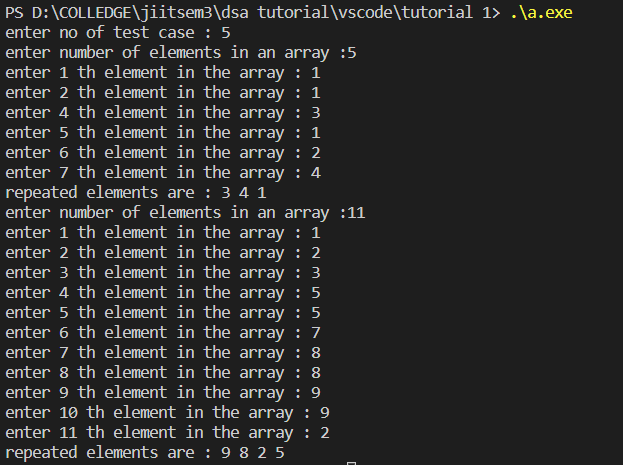 PS D:\COLLEDGE\jiitsem3\dsa tutorial\vscode\tutorial 1> .\a.exe
enter no of test case : 5
enter number of elements in an array :5
enter 1 th element in the array : 1
enter 2 th element in the array : 1
enter 4 th element in the array : 3
enter 5 th element in the array : 1
enter 6 th element in the array : 2
enter 7 th element in the array : 4
repeated elements are : 3 4 1
enter number of elements in an array :11
enter 1 th element in the array : 1
enter 2 th element in the array : 2
enter 3 th element in the array : 3
enter 4 th element in the array : 5
enter 5 th element in the array : 5
enter 6 th element in the array : 7
enter 7 th element in the array : 8
enter 8 th element in the array : 8
enter 9 th element in the array : 9
enter 10 th element in the array : 9
enter 11 th element in the array : 2
repeated elements are : 9 8 2 5